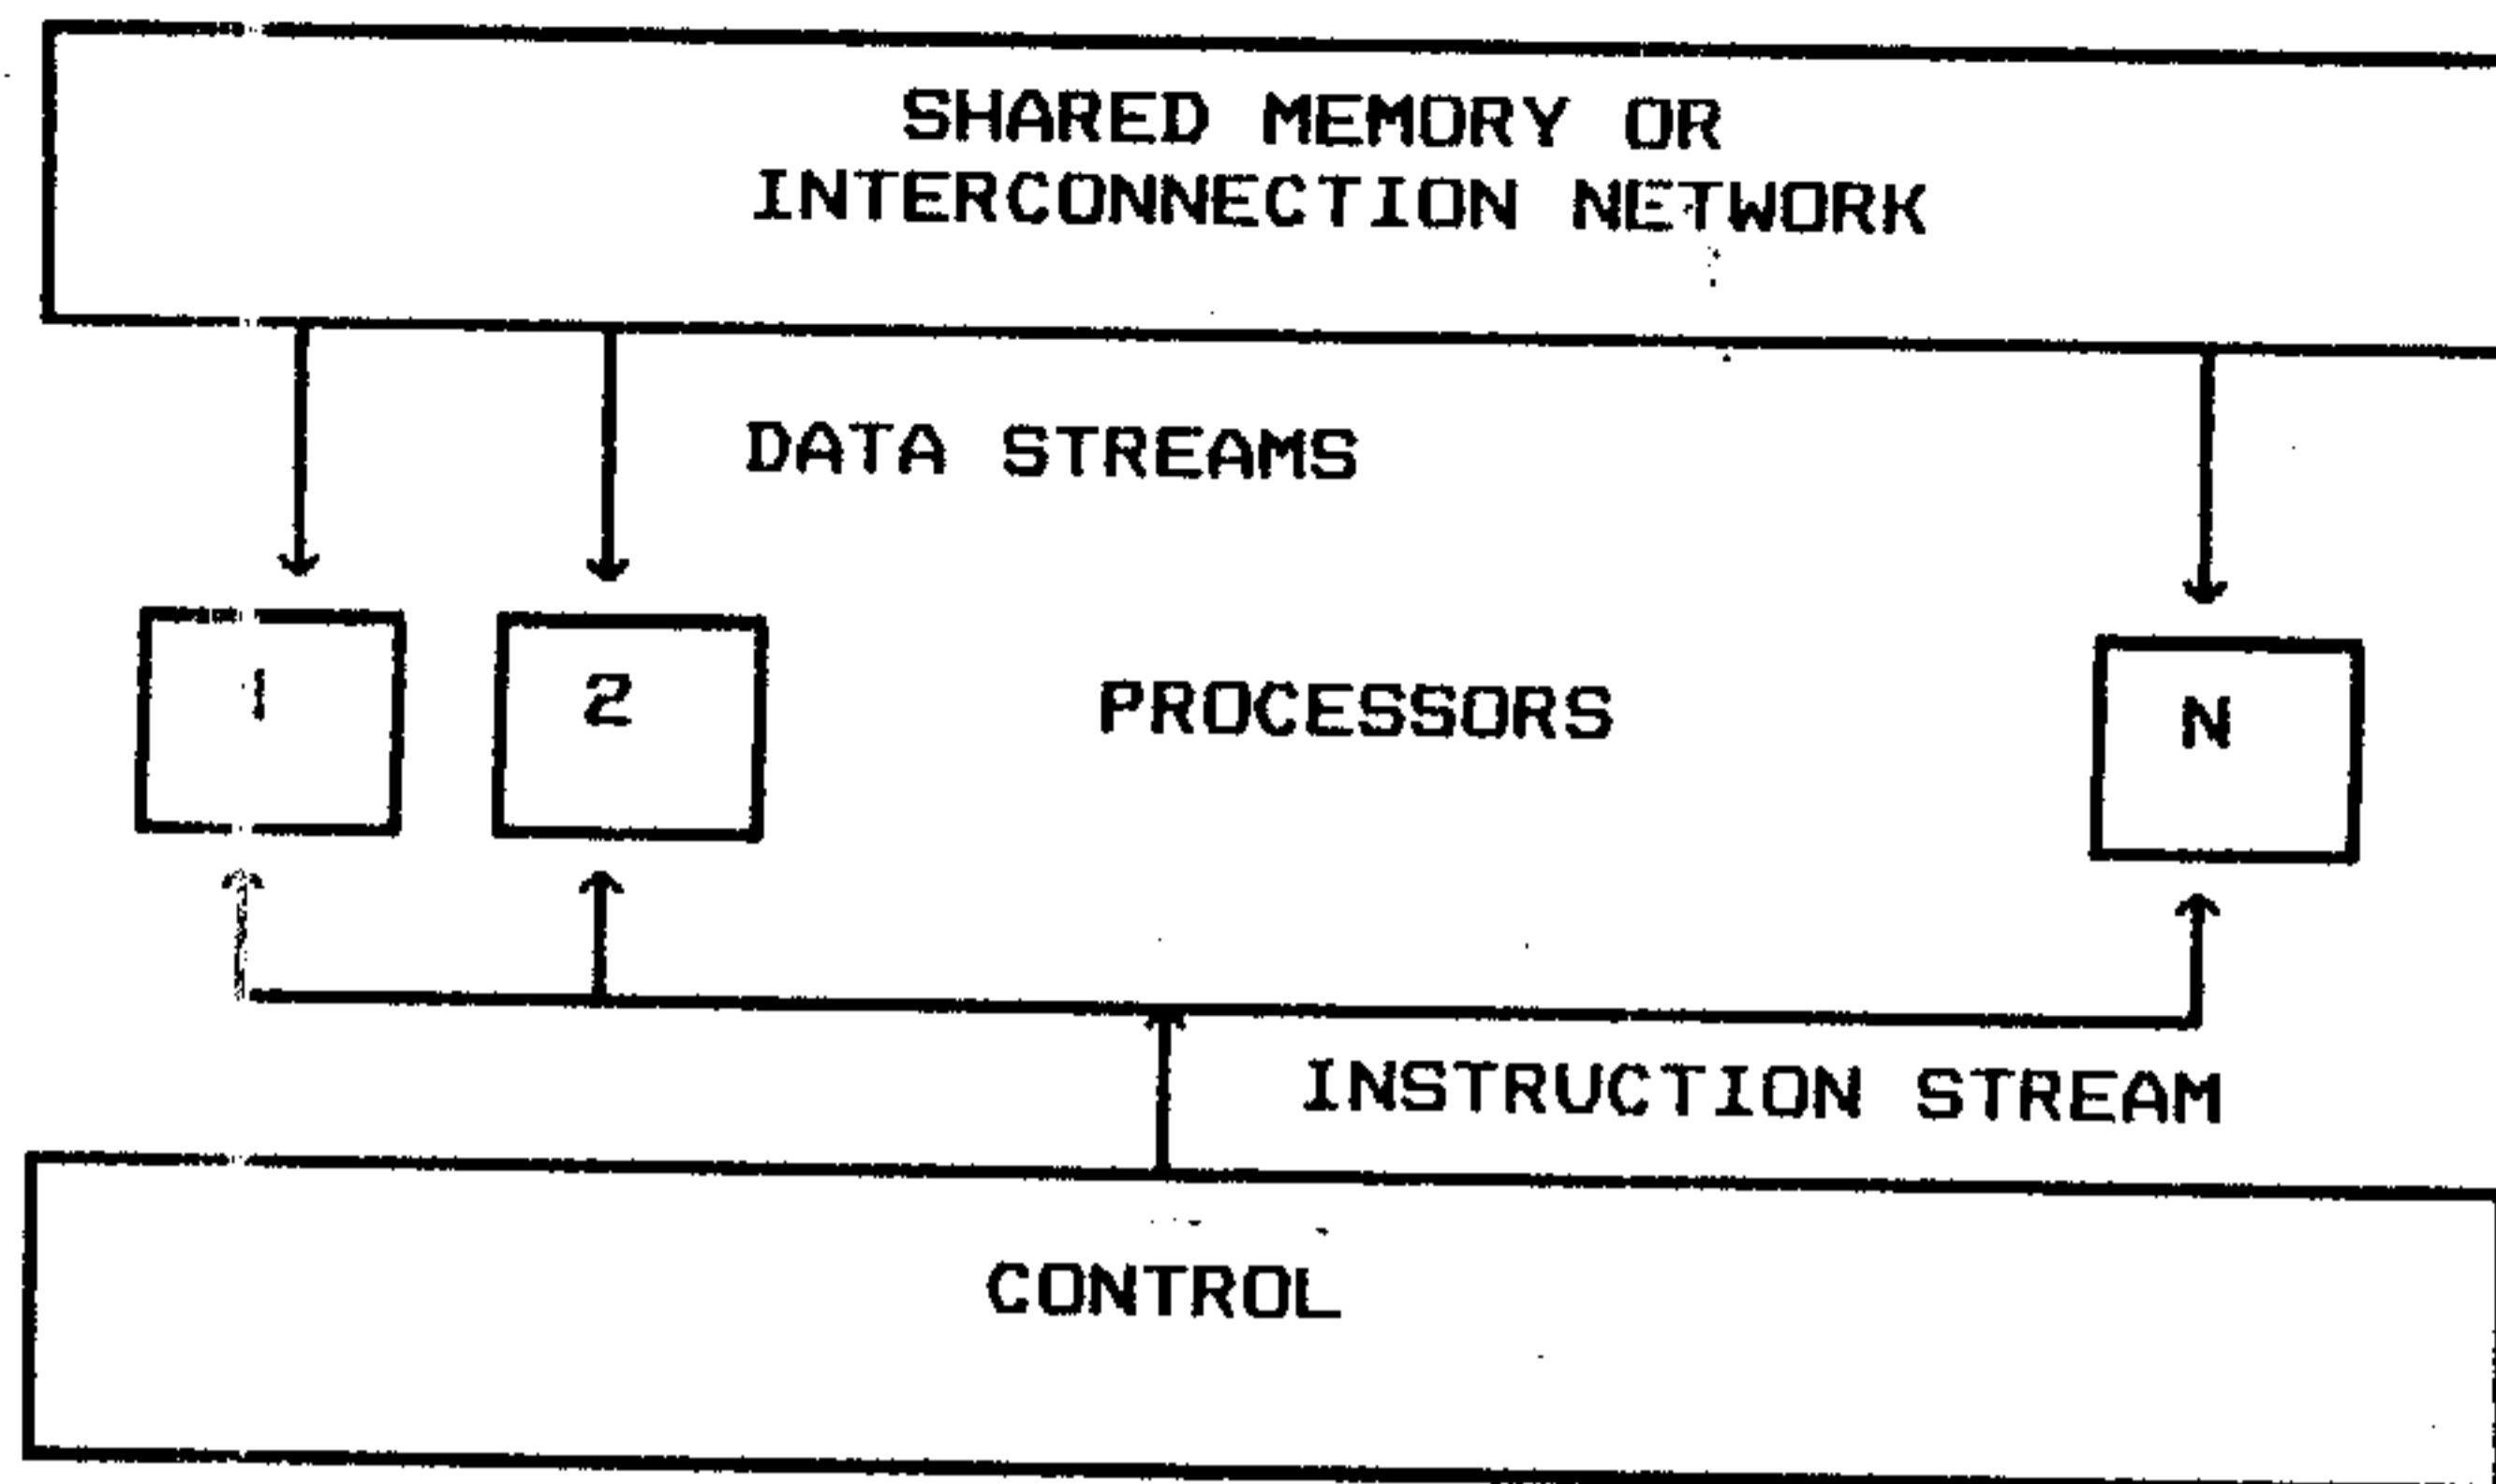 SHARED MEMORY OR
INTERCONNECTION NETWORK
DATA STREAMS
1
2
PROCESSORS
N
INSTRUCTION STREAM
CONTROL